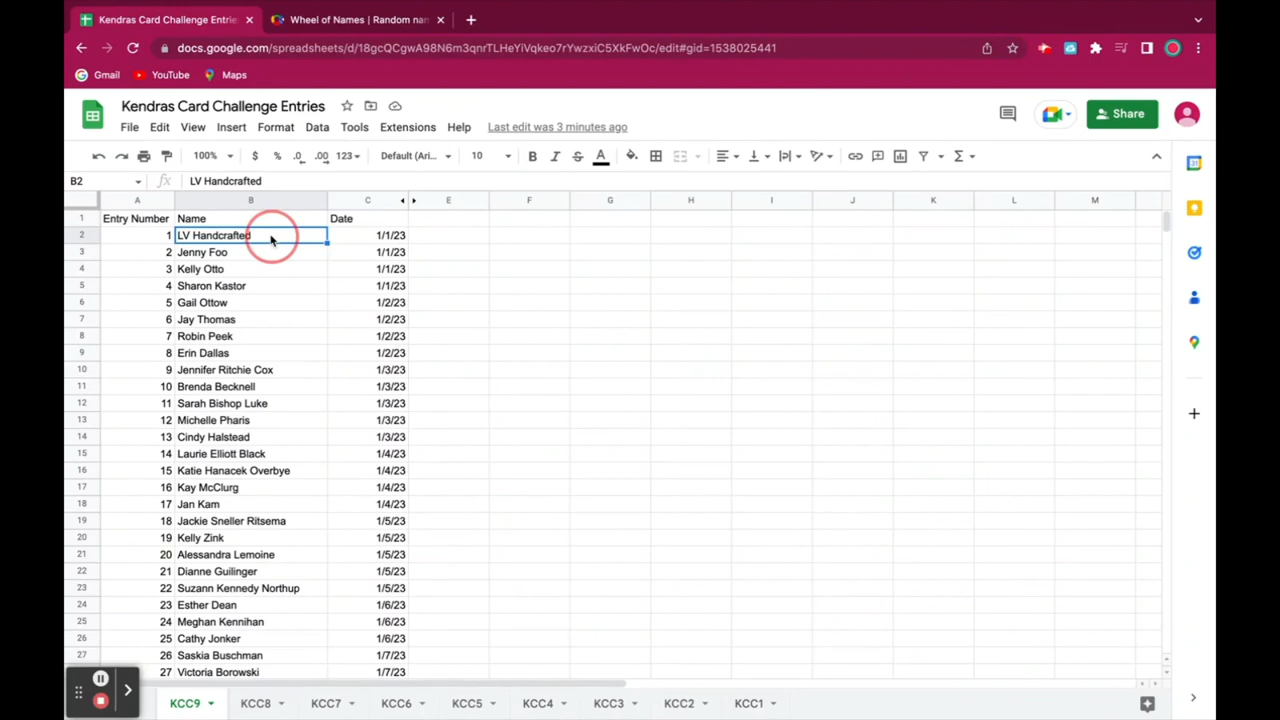 Kendras Card Challenge Entrie
Wheel of Names | Random nam
docs.google.com/spreadsheets/d/18gcQCgwA98N6m3qnrTLHeYiVqkeo7rYwzxiC5XkFwOc/edit#gid=1538025441
Gmail YouTube Maps
Kendras Card Challenge Entries
File Edit View Insert Format Data Tools Extensions Help Last edit was 3 minutes ago
Share
100% $ % .0 .00 123 Default (Ari... 10 B I S A
B2 fx LV Handcrafted
A B C E F G H I J K L M
1 Entry Number Name Date
2 1 LV Handcrafted 1/1/23
3 2 Jenny Foo 1/1/23
4 3 Kelly Otto 1/1/23
5 4 Sharon Kastor 1/1/23
6 5 Gail Ottow 1/2/23
7 6 Jay Thomas 1/2/23
8 7 Robin Peek 1/2/23
9 8 Erin Dallas 1/2/23
10 9 Jennifer Ritchie Cox 1/3/23
11 10 Brenda Becknell 1/3/23
12 11 Sarah Bishop Luke 1/3/23
13 12 Michelle Pharis 1/3/23
14 13 Cindy Halstead 1/3/23
15 14 Laurie Elliott Black 1/4/23
16 15 Katie Hanacek Overbye 1/4/23
17 16 Kay McClurg 1/4/23
18 17 Jan Kam 1/4/23
19 18 Jackie Sneller Ritsema 1/5/23
20 19 Kelly Zink 1/5/23
21 20 Alessandra Lemoine 1/5/23
22 21 Dianne Guilinger 1/5/23
23 22 Suzann Kennedy Northup 1/5/23
24 23 Esther Dean 1/6/23
25 24 Meghan Kennihan 1/6/23
26 25 Cathy Jonker 1/6/23
27 26 Saskia Buschman 1/7/23
27 Victoria Borowski 1/7/23
KCC9 KCC8 KCC7 KCC6 KCC5 KCC4 KCC3 KCC2 KCC1